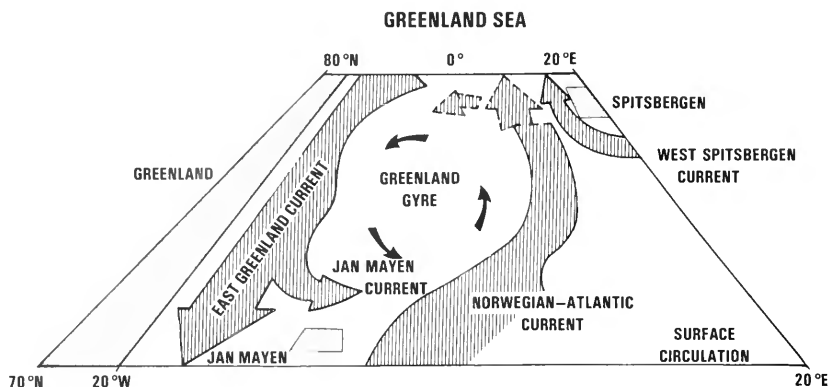 GREENLAND SEA
80°N
0°
20°E
SPITSBERGEN
WEST SPITSBERGEN
CURRENT
GREENLAND
GREENLAND
GYRE
EAST GREENLAND CURRENT
JAN MAYEN
CURRENT
NORWEGIAN–ATLANTIC
CURRENT
JAN MAYEN
SURFACE
CIRCULATION
70°N
20°W
20°E